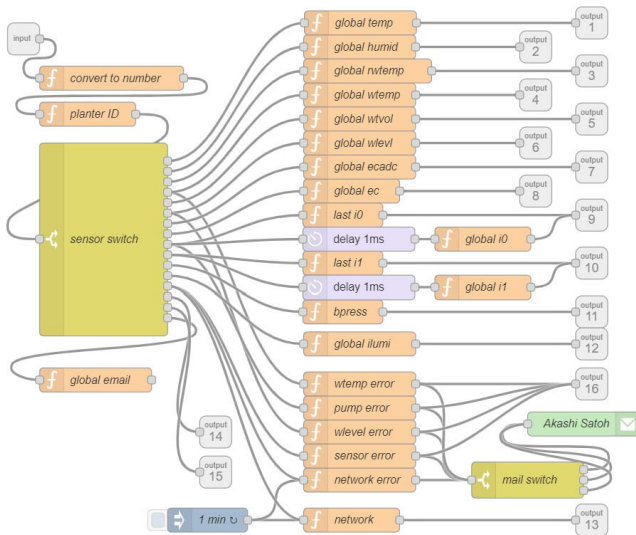 input
convert to number
planter ID
sensor switch
global email
output
14
output
15
1 min ↻
global temp
global humid
global rwtemp
global wtemp
global wtvol
global wlevl
global ecadc
global ec
last i0
delay 1ms
global i0
last i1
delay 1ms
global i1
bpress
global ilumi
wtemp error
pump error
wlevel error
sensor error
network error
network
output
1
output
2
output
3
output
4
output
5
output
6
output
7
output
8
output
9
output
10
output
11
output
12
output
16
Akashi Satoh
mail switch
output
13